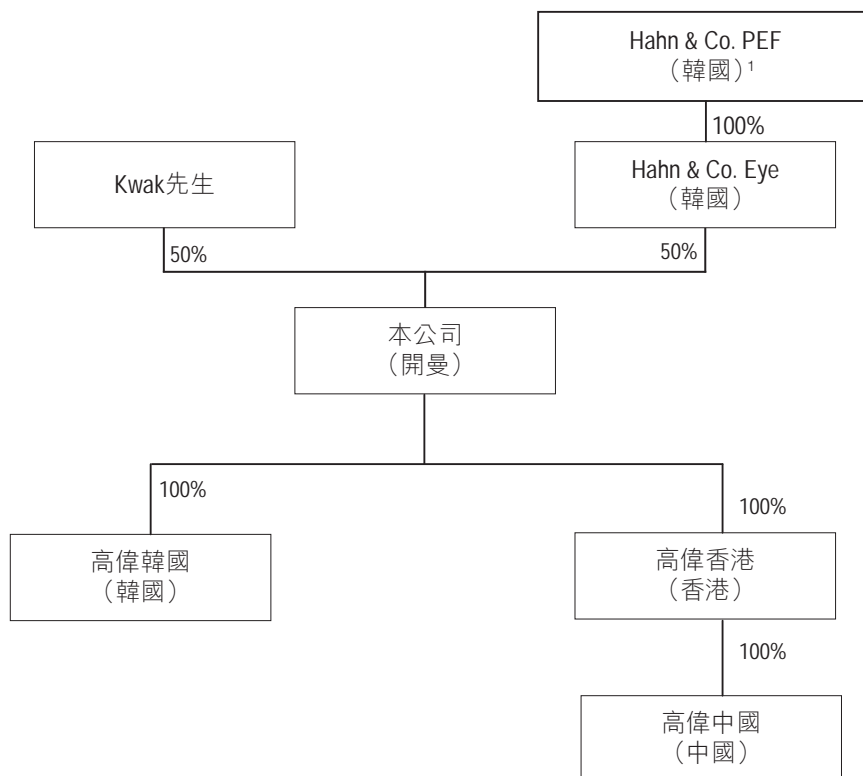 Hahn & Co. PEF
（韓國）¹
100%
Kwak先生
Hahn & Co. Eye
（韓國）
50%
50%
本公司
（開曼）
100%
100%
高偉韓國
（韓國）
高偉香港
（香港）
100%
高偉中國
（中國）